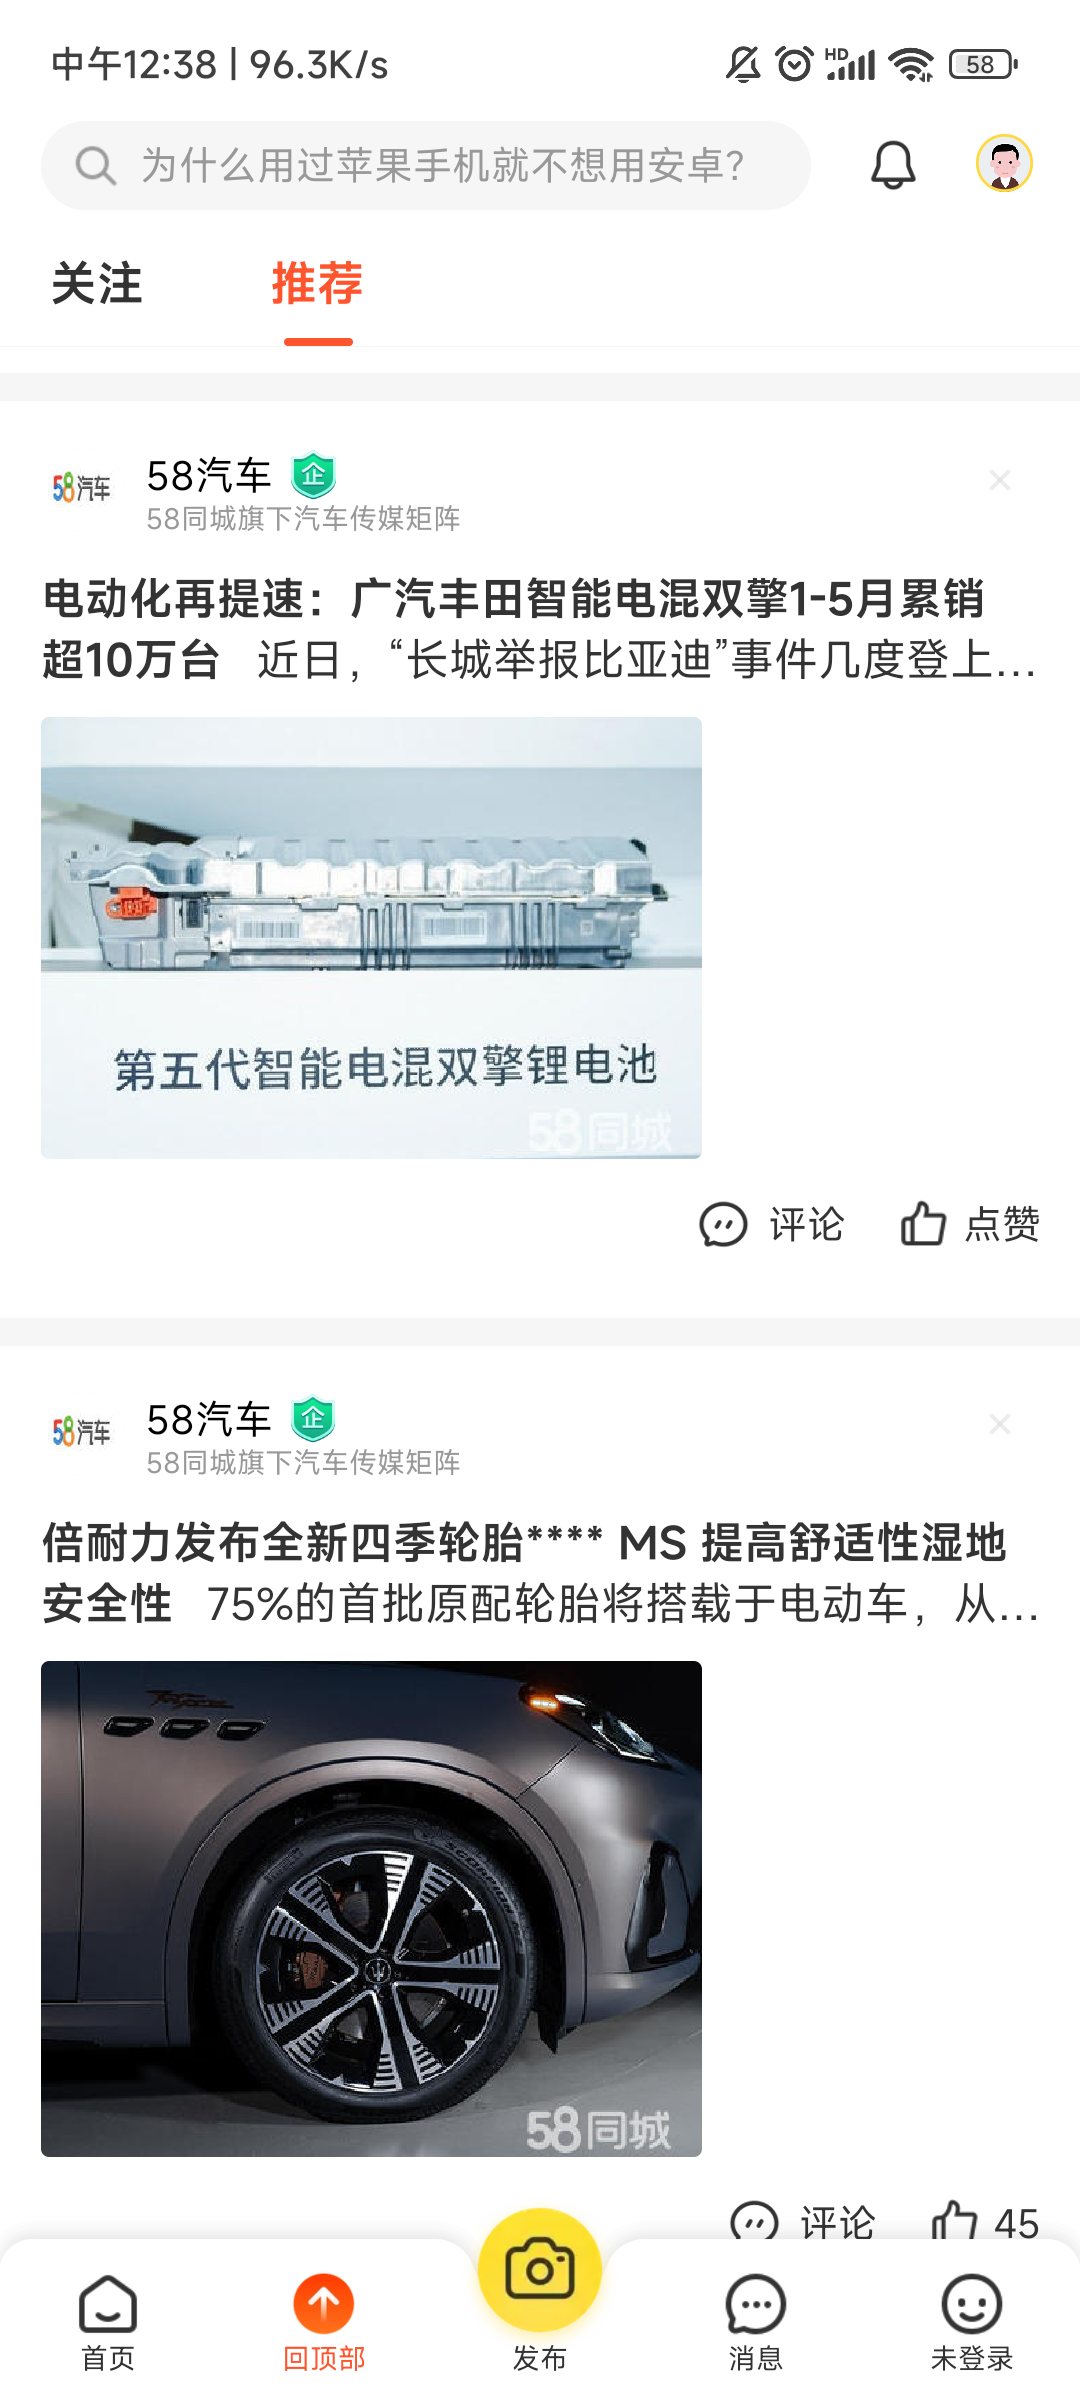 中午12:38 | 96.3K/s
HD
58
为什么用过苹果手机就不想用安卓?
关注 推荐
58汽车
58汽车 企
58同城旗下汽车传媒矩阵
电动化再提速：广汽丰田智能电混双擎1-5月累销
超10万台 近日，“长城举报比亚迪”事件几度登上...
第五代智能电混双擎锂电池
58同城
评论 点赞
58汽车
58汽车 企
58同城旗下汽车传媒矩阵
倍耐力发布全新四季轮胎**** MS 提高舒适性湿地
安全性 75%的首批原配轮胎将搭载于电动车，从...
SCORPION
58同城
评论 45
首页 回顶部 发布 消息 未登录